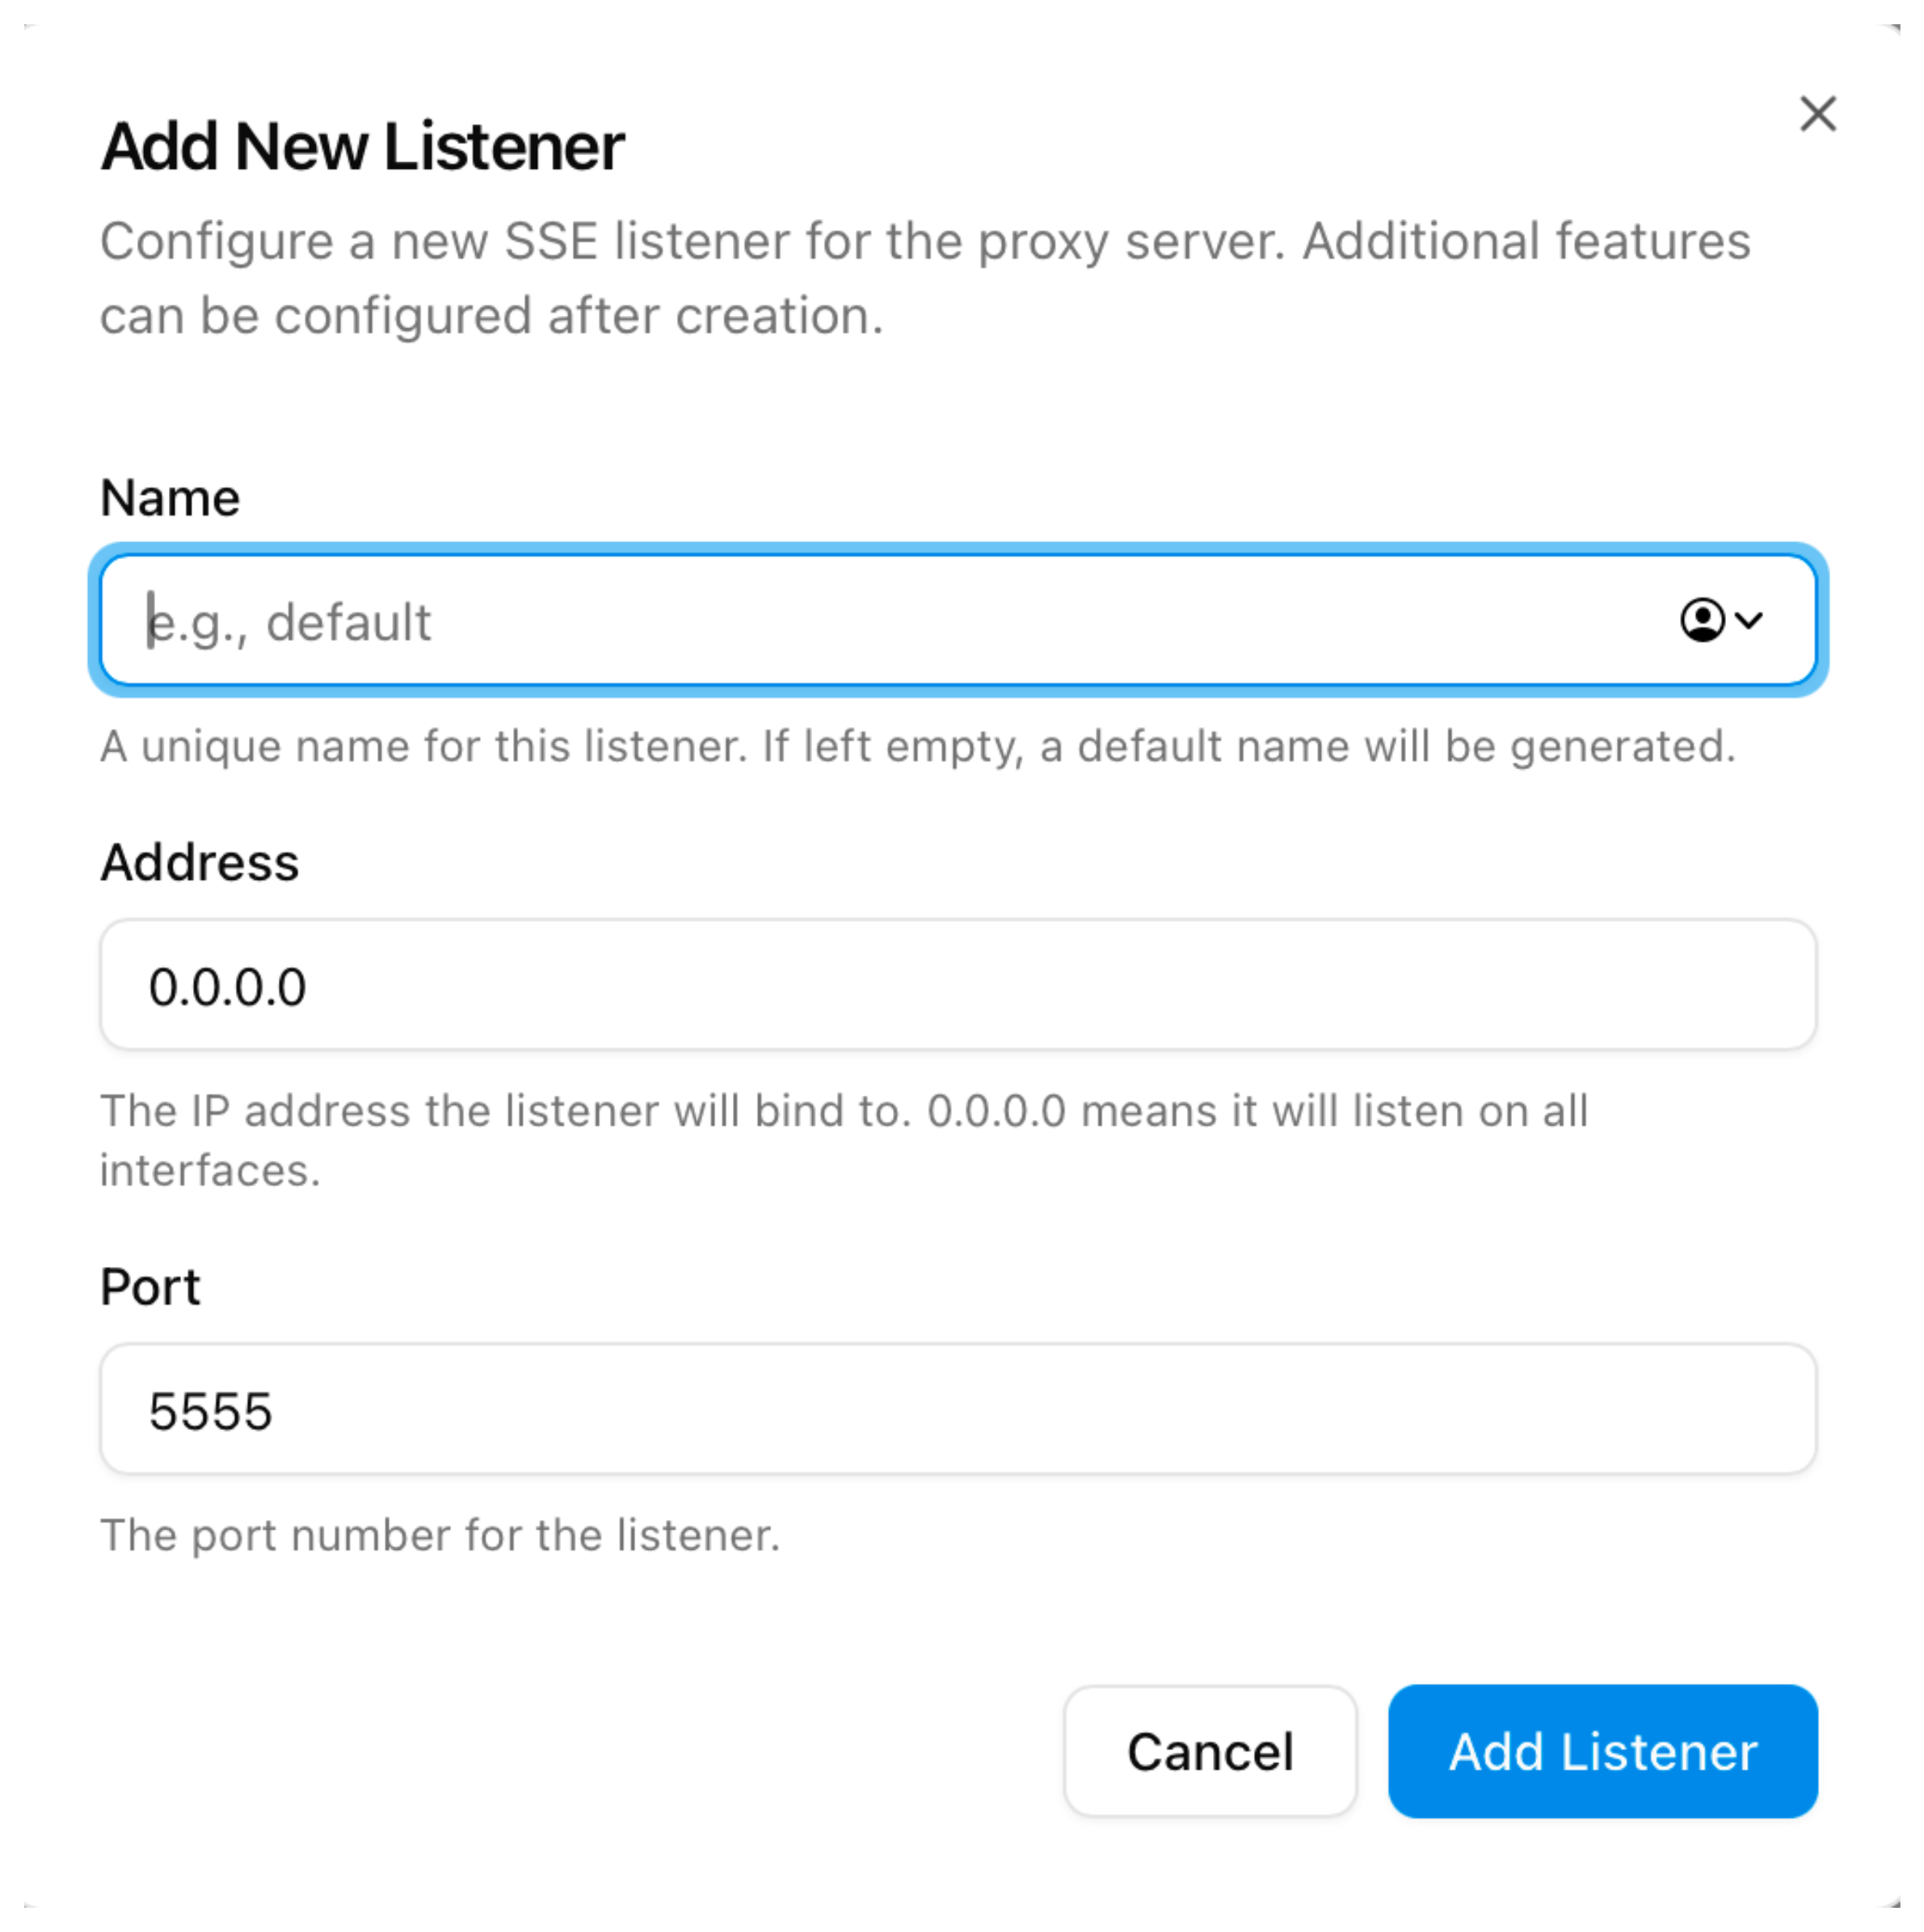 Add New Listener
Configure a new SSE listener for the proxy server. Additional features
can be configured after creation.
Name
e.g., default
A unique name for this listener. If left empty, a default name will be generated.
Address
0.0.0.0
The IP address the listener will bind to. 0.0.0.0 means it will listen on all
interfaces.
Port
5555
The port number for the listener.
Cancel
Add Listener